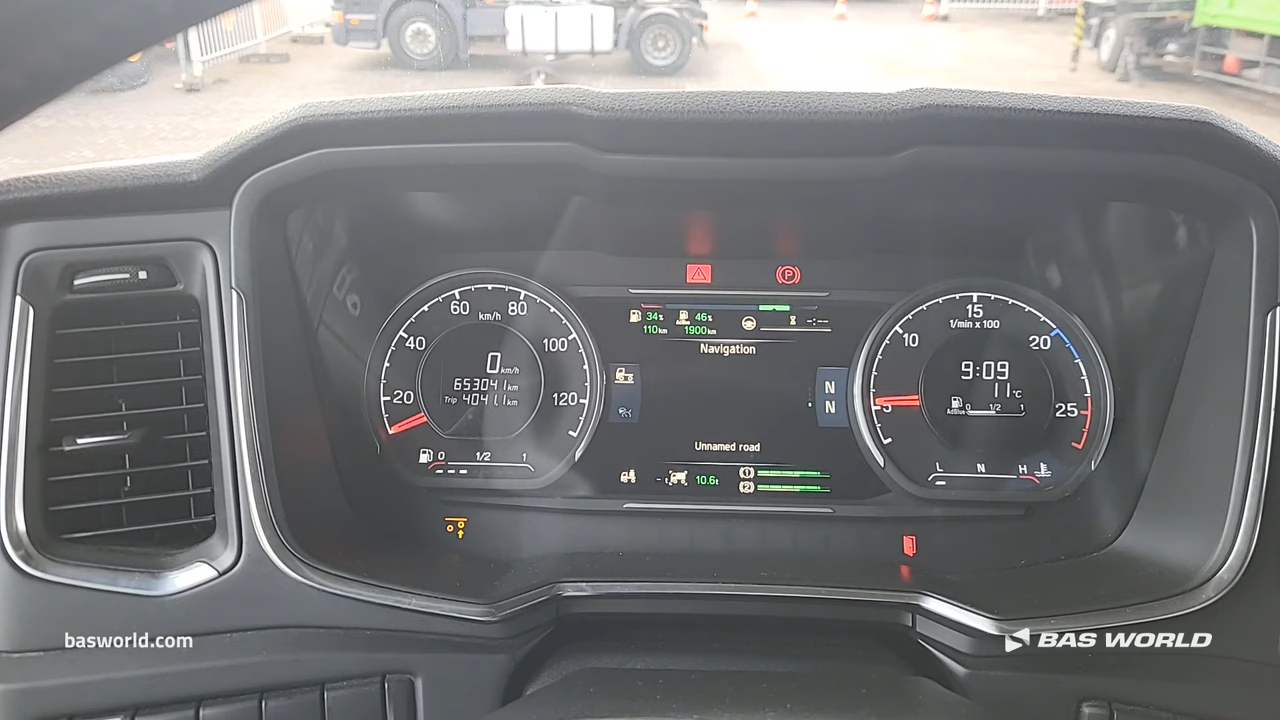 60 80
km/h
40 100
20 120
0 km/h
653041 km
Trip 4041.1 km
0 1/2 1
P
34% 46%
AdBlue
110 km 1900 km
Navigation
N
N
Unnamed road
10.6t
1
2
15
1/min x 100
10 20
5 25
9:09
11°C
AdBlue 0 1/2 1
L N H
basworld.com
BAS WORLD